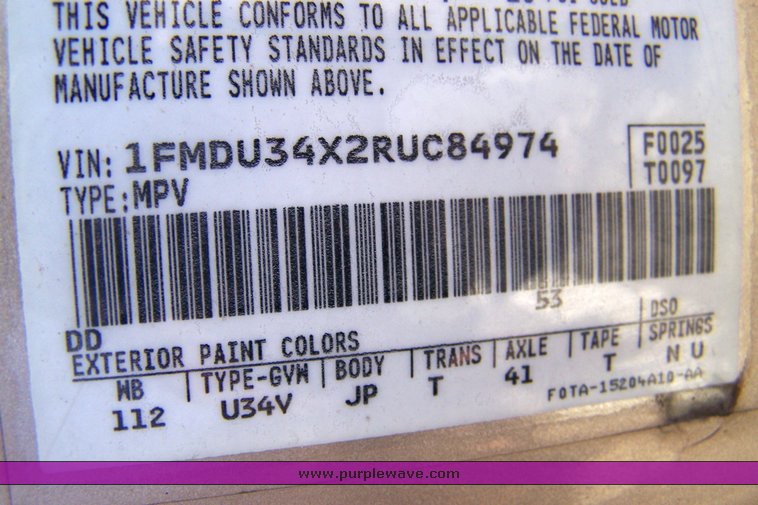 THIS VEHICLE CONFORMS TO ALL APPLICABLE FEDERAL MOTOR
VEHICLE SAFETY STANDARDS IN EFFECT ON THE DATE OF
MANUFACTURE SHOWN ABOVE.
VIN: 1FMDU34X2RUC84974
F0025
TYPE: MPV
T0097
53
DD
EXTERIOR PAINT COLORS
DSO
WB TYPE-GVW BODY TRANS AXLE TAPE SPRINGS
112 U34V JP T 41 T N U
F0TA-15204A10-AA
www.purplewave.com